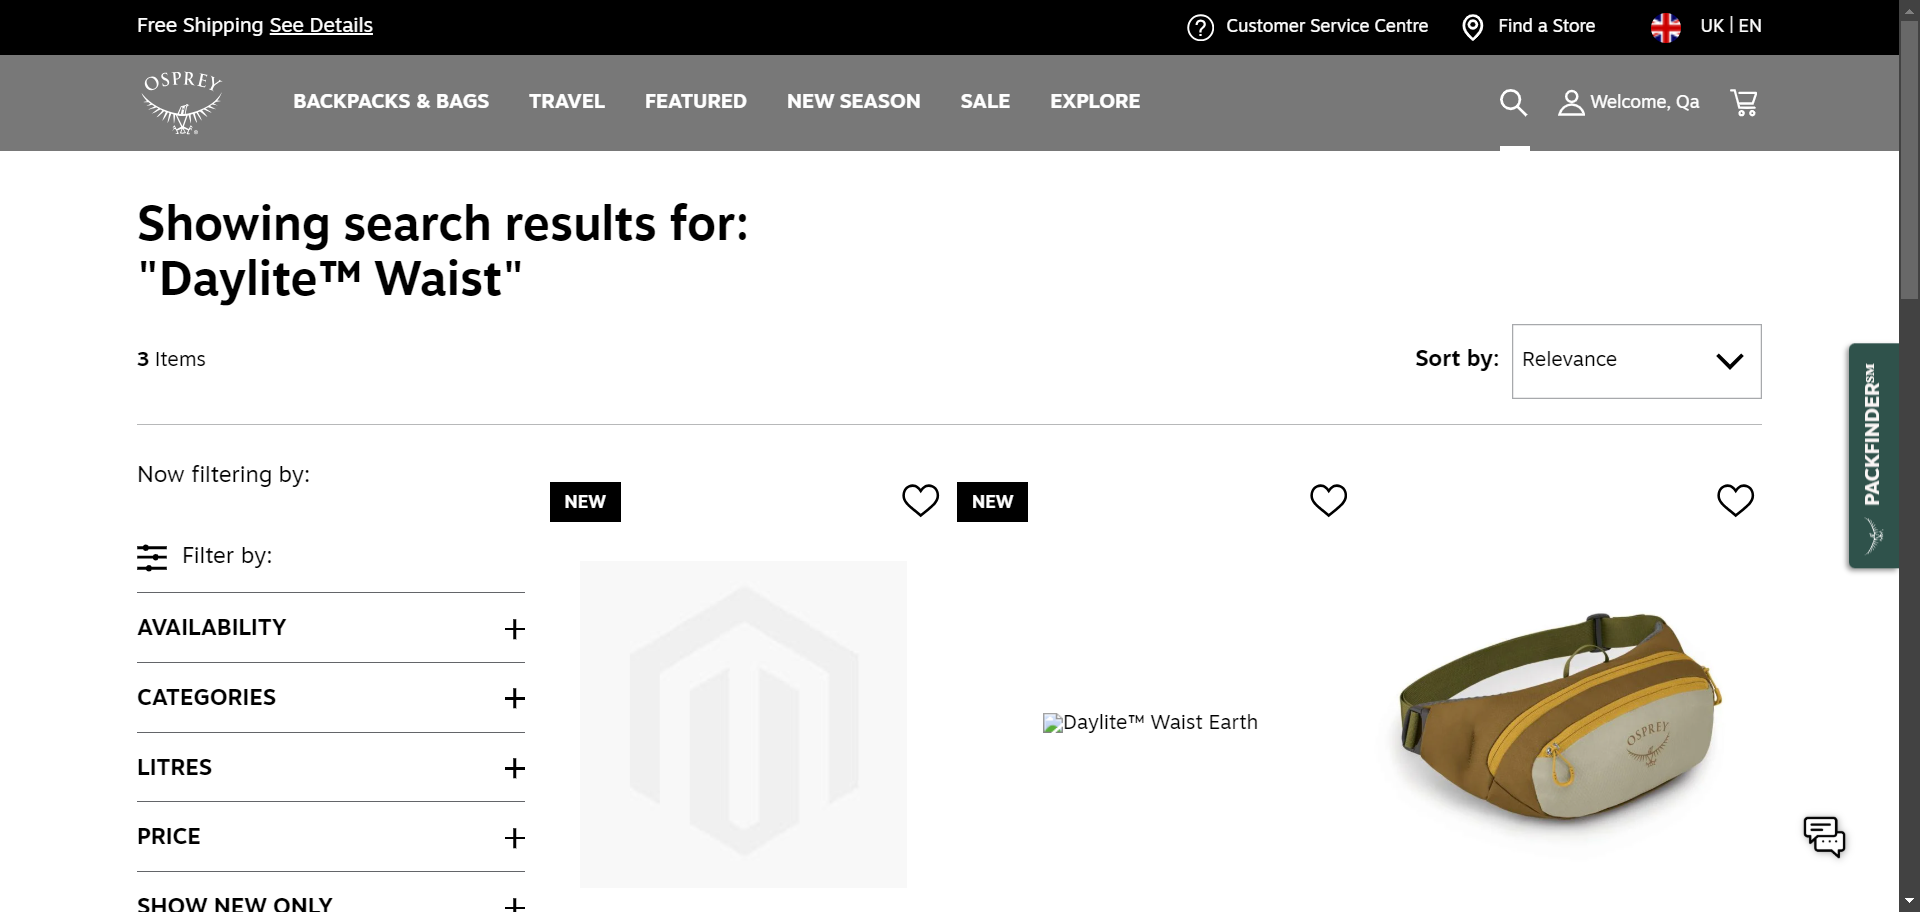 Free Shipping See Details
Customer Service Centre
Find a Store
UK | EN
OSPREY
BACKPACKS & BAGS
TRAVEL
FEATURED
NEW SEASON
SALE
EXPLORE
Welcome, Qa
Showing search results for:
"Daylite™ Waist"
3 Items
Sort by:
Relevance
PACKFINDER℠
Now filtering by:
Filter by:
AVAILABILITY
CATEGORIES
LITRES
PRICE
SHOW NEW ONLY
NEW
NEW
Daylite™ Waist Earth
OSPREY